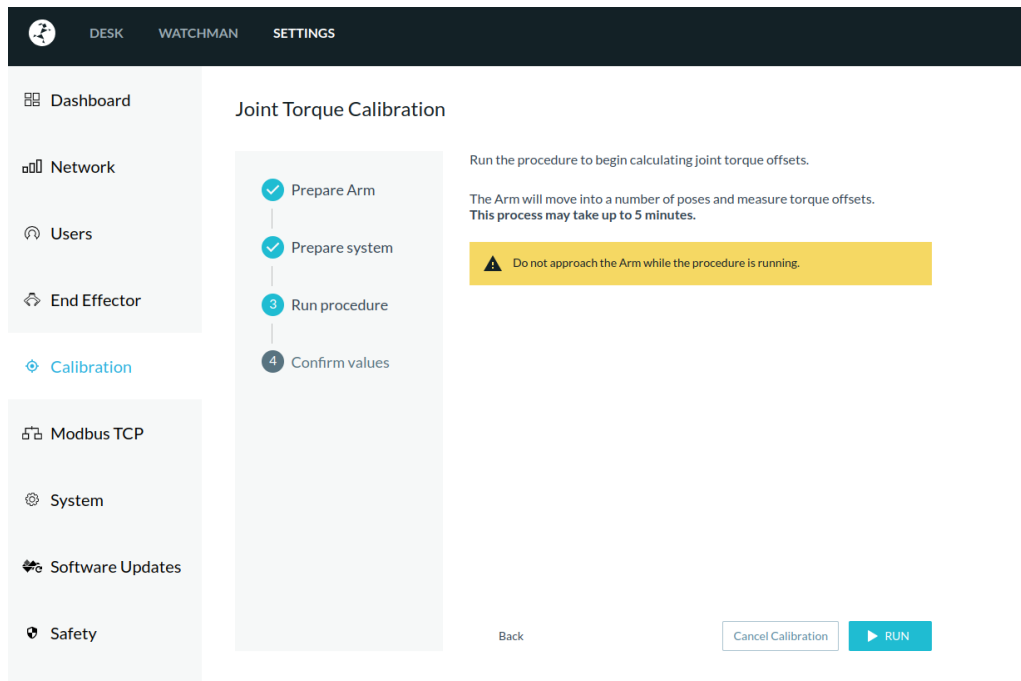 DESK WATCHMAN SETTINGS
Dashboard
Network
Users
End Effector
Calibration
Modbus TCP
System
Software Updates
Safety
Joint Torque Calibration
Prepare Arm
Prepare system
3 Run procedure
4 Confirm values
Run the procedure to begin calculating joint torque offsets.
The Arm will move into a number of poses and measure torque offsets.
This process may take up to 5 minutes.
Do not approach the Arm while the procedure is running.
Back Cancel Calibration RUN